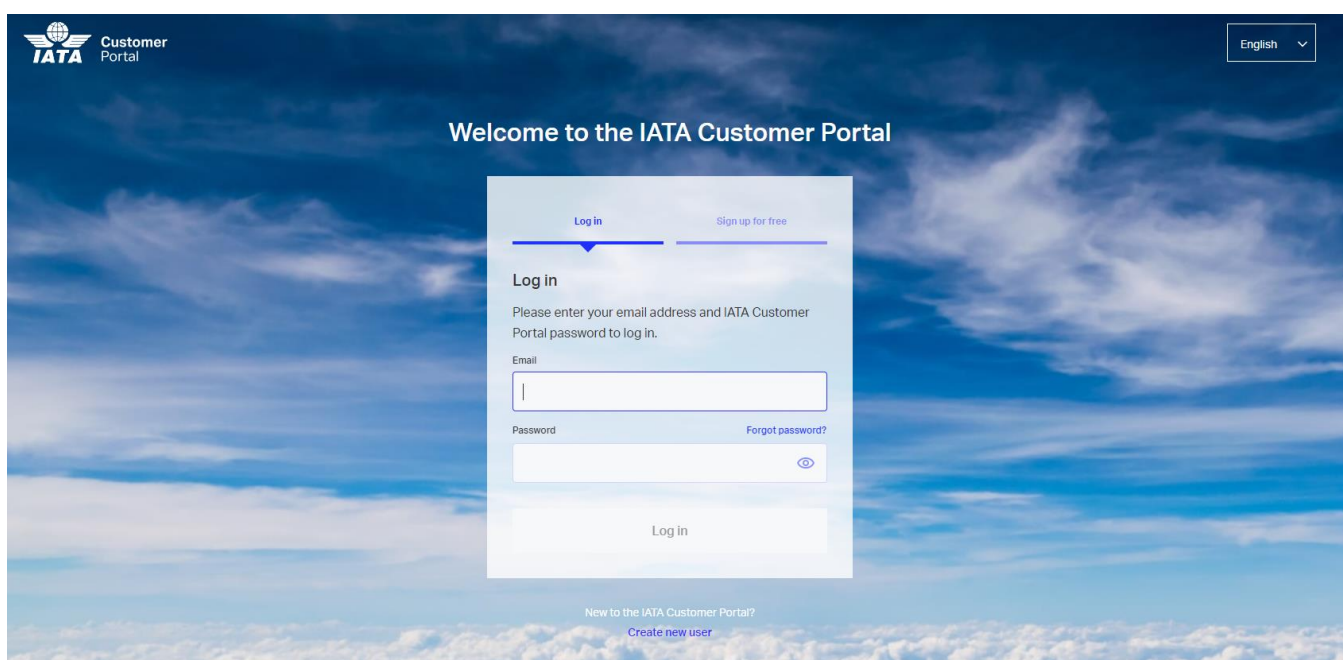 IATA
Customer
Portal
English
Welcome to the IATA Customer Portal
Log in
Sign up for free
Log in
Please enter your email address and IATA Customer
Portal password to log in.
Email
Password
Forgot password?
Log in
New to the IATA Customer Portal?
Create new user